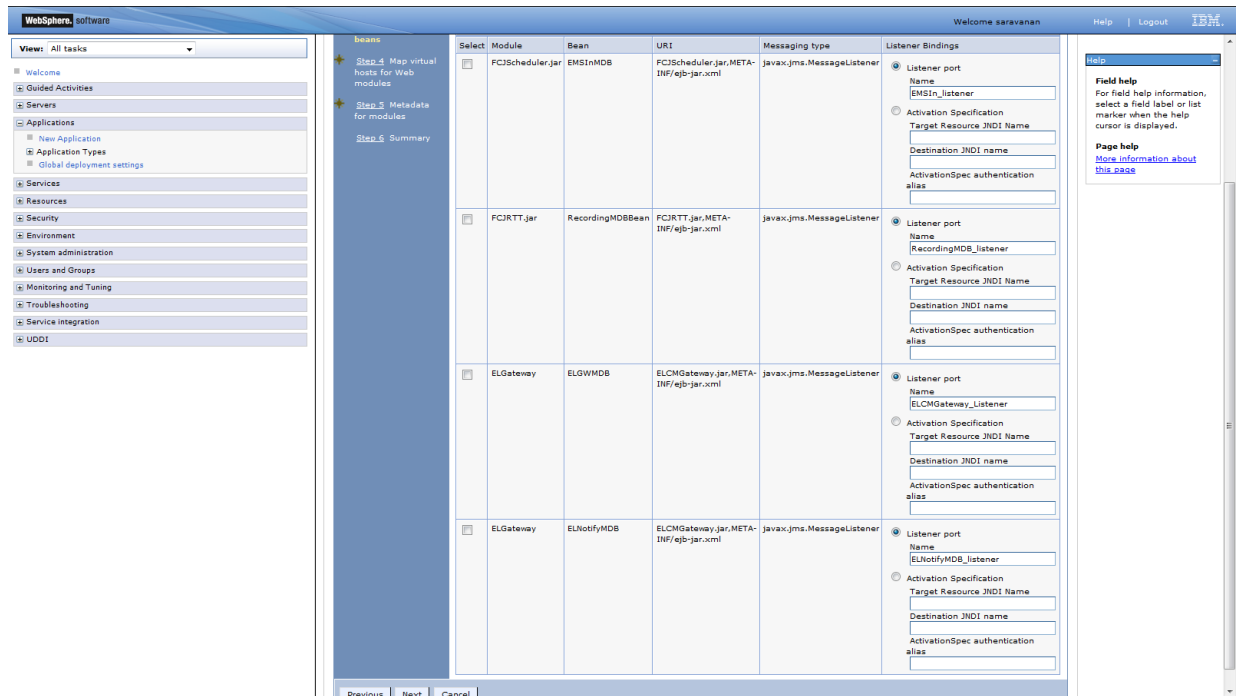 WebSphere. software
Welcome saravanan
Help | Logout
IBM.
View: All tasks
Welcome
Guided Activities
Servers
Applications
New Application
Application Types
Global deployment settings
Services
Resources
Security
Environment
System administration
Users and Groups
Monitoring and Tuning
Troubleshooting
Service integration
UDDI
beans
Step 4 Map virtual
hosts for Web
modules
Step 5 Metadata
for modules
Step 6 Summary
Select Module Bean URI Messaging type Listener Bindings
FCJScheduler.jar EMSInMDB FCJScheduler.jar,META-
INF/ejb-jar.xml
javax.jms.MessageListener
Listener port
Name
EMSIn_listener
Activation Specification
Target Resource JNDI Name
Destination JNDI name
ActivationSpec authentication
alias
FCJRTT.jar RecordingMDBBean FCJRTT.jar,META-
INF/ejb-jar.xml
javax.jms.MessageListener
Listener port
Name
RecordingMDB_listener
Activation Specification
Target Resource JNDI Name
Destination JNDI name
ActivationSpec authentication
alias
ELGateway ELGWMDB ELCMGateway.jar,META-
INF/ejb-jar.xml
javax.jms.MessageListener
Listener port
Name
ELCMGateway_Listener
Activation Specification
Target Resource JNDI Name
Destination JNDI name
ActivationSpec authentication
alias
ELGateway ELNotifyMDB ELCMGateway.jar,META-
INF/ejb-jar.xml
javax.jms.MessageListener
Listener port
Name
ELNotifyMDB_listener
Activation Specification
Target Resource JNDI Name
Destination JNDI name
ActivationSpec authentication
alias
Previous Next Cancel
Help
Field help
For field help information,
select a field label or list
marker when the help
cursor is displayed.
Page help
More information about
this page